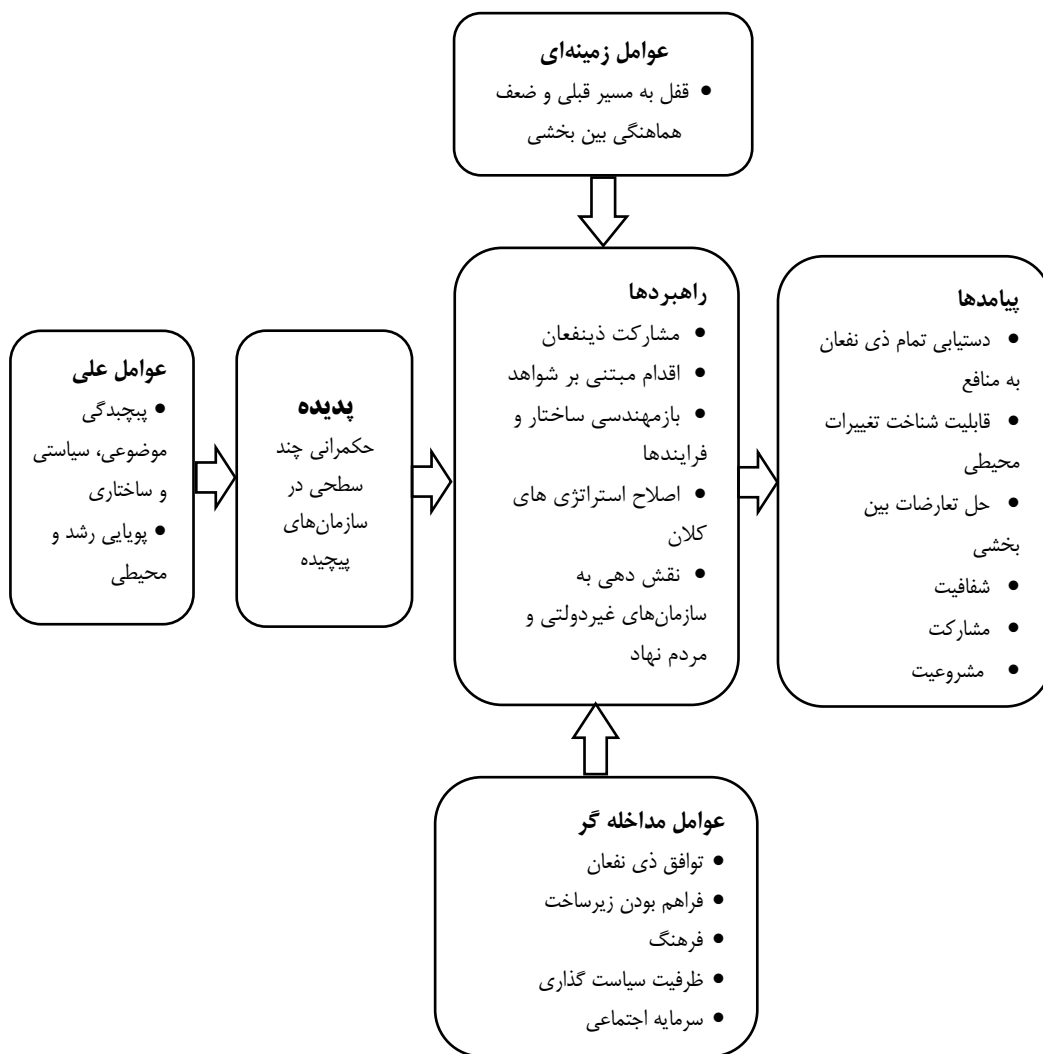 عوامل زمینه‌ای
• قفل به مسیر قبلی و ضعف
هماهنگی بین بخشی
عوامل علی
• پبچبدگی
موضوعی، سیاستی
و ساختاری
• پویایی رشد و
محیطی
پدیده
حکمرانی چند
سطحی در
سازمان‌های
پیچیده
راهبردها
• مشارکت ذینفعان
• اقدام مبتنی بر شواهد
• بازمهندسی ساختار و
فرایندها
• اصلاح استراتژی های
کلان
• نقش دهی به
سازمان‌های غیردولتی و
مردم نهاد
پیامدها
• دستیابی تمام ذی نفعان
به منافع
• قابلیت شناخت تغییرات
محیطی
• حل تعارضات بین
بخشی
• شفافیت
• مشارکت
• مشروعیت
عوامل مداخله گر
• توافق ذی نفعان
• فراهم بودن زیرساخت
• فرهنگ
• ظرفیت سیاست گذاری
• سرمایه اجتماعی